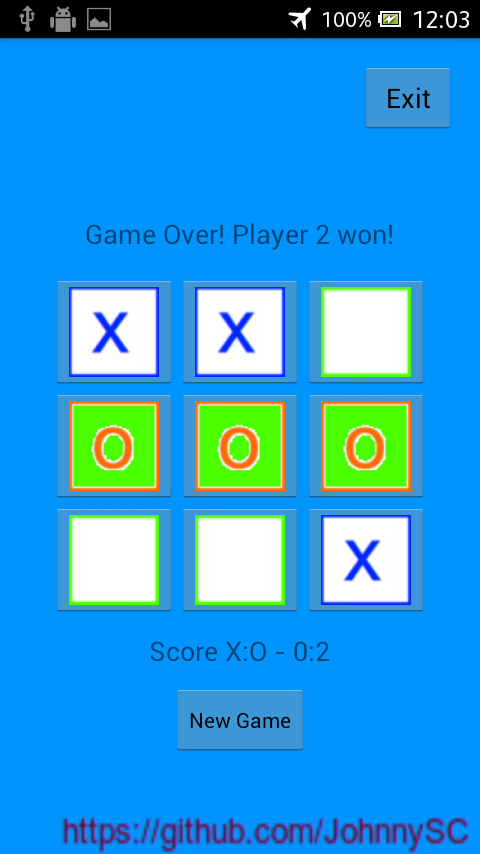 100% 12:03
Exit
Game Over! Player 2 won!
X X
O O O
X
Score X:O - 0:2
New Game
https://github.com/JohnnySC